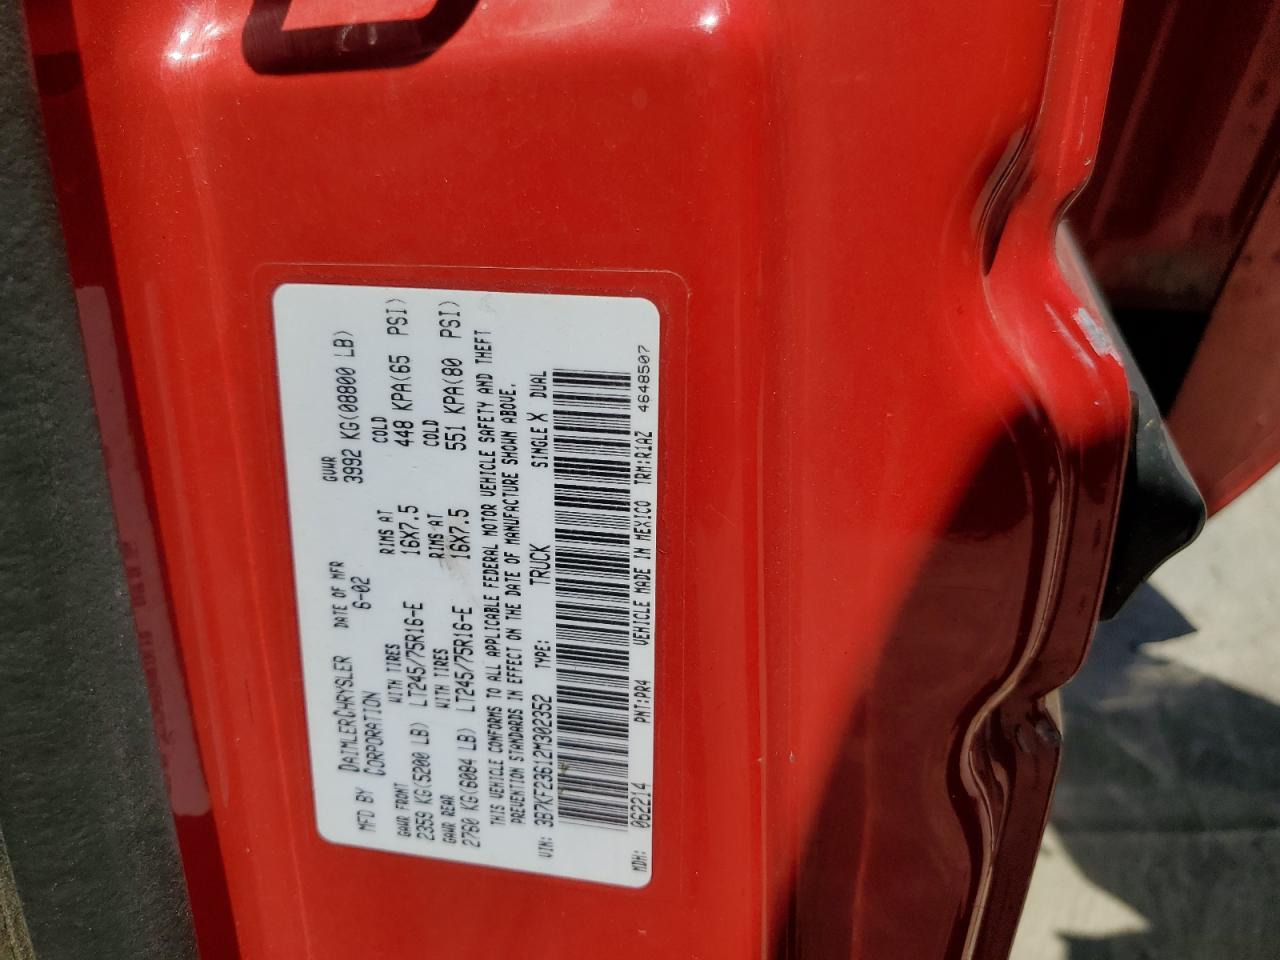 MFD BY DAIMLERCHRYSLER CORPORATION
DATE OF MFR 6-02
GVWR 3992 KG(08800 LB)
GAWR FRONT WITH TIRES RIMS AT COLD
2359 KG(5200 LB) LT245/75R16-E 16X7.5 448 KPA(65 PSI)
GAWR REAR WITH TIRES RIMS AT COLD
2760 KG(6084 LB) LT245/75R16-E 16X7.5 551 KPA(80 PSI)
THIS VEHICLE CONFORMS TO ALL APPLICABLE FEDERAL MOTOR VEHICLE SAFETY AND THEFT
PREVENTION STANDARDS IN EFFECT ON THE DATE OF MANUFACTURE SHOWN ABOVE.
VIN: 3B7KF23612M302352 TYPE: TRUCK SINGLE X DUAL
MDH: 062214 PNT:PR4 VEHICLE MADE IN MEXICO TRM:R1AZ 4648507